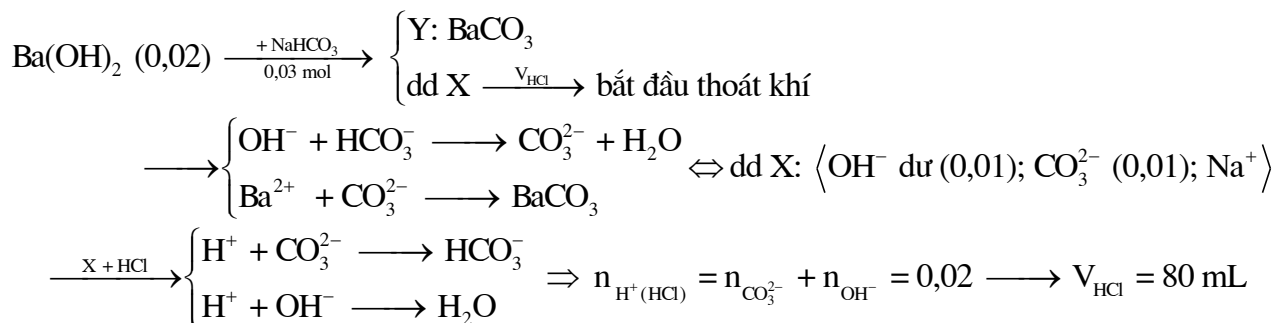 Ba(OH)₂ (0,02) —(+ NaHCO₃ / 0,03 mol)→ { Y: BaCO₃
dd X —(V_HCl)→ bắt đầu thoát khí
→ { OH⁻ + HCO₃⁻ → CO₃²⁻ + H₂O
Ba²⁺ + CO₃²⁻ → BaCO₃
⇔ dd X: ⟨OH⁻ dư (0,01); CO₃²⁻ (0,01); Na⁺⟩
—(X + HCl)→ { H⁺ + CO₃²⁻ → HCO₃⁻
H⁺ + OH⁻ → H₂O
⇒ n_H⁺(HCl) = n_CO₃²⁻ + n_OH⁻ = 0,02 → V_HCl = 80 mL